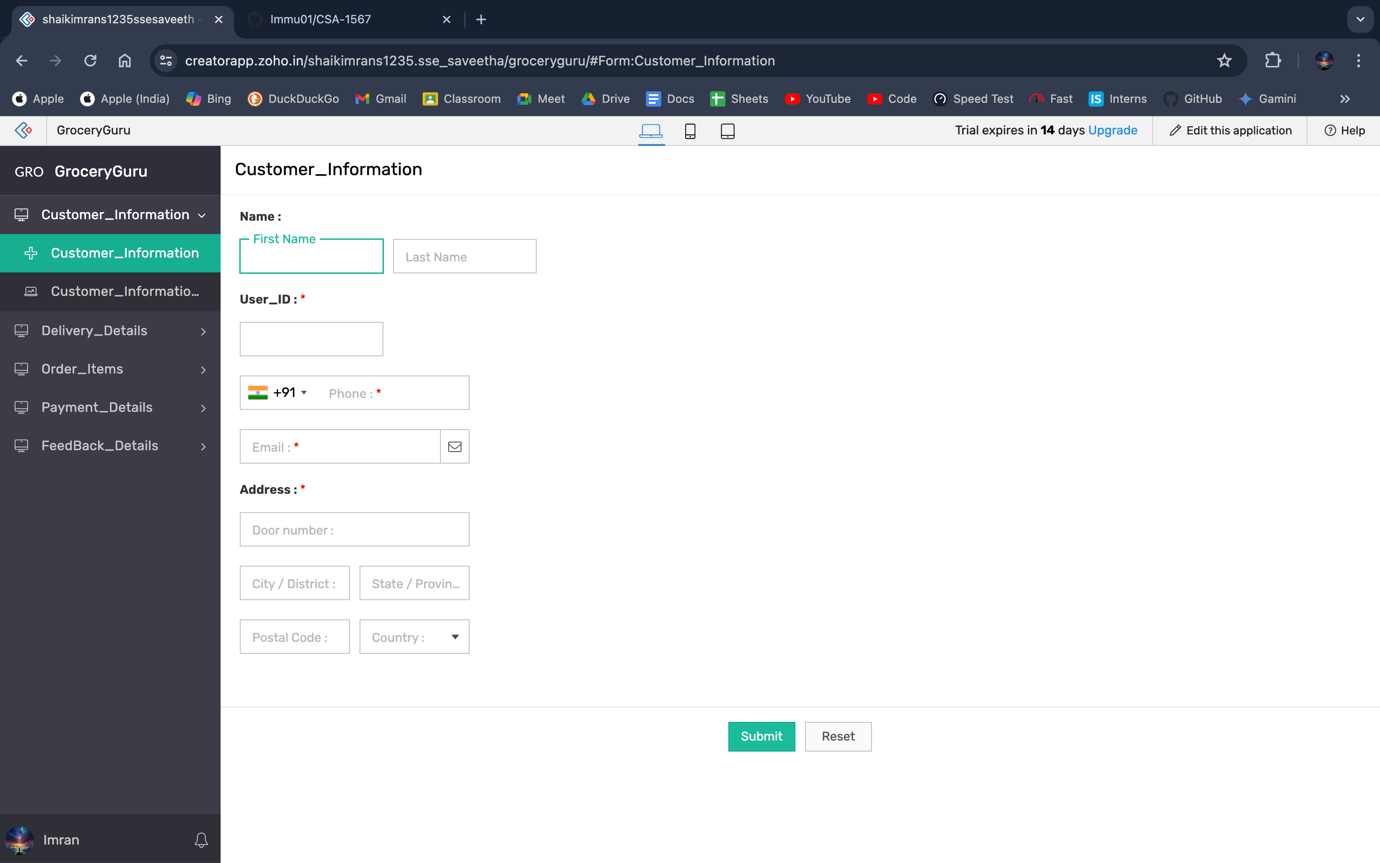 shaikimrans1235ssesaveeth
Immu01/CSA-1567
creatorapp.zoho.in/shaikimrans1235.sse_saveetha/groceryguru/#Form:Customer_Information
Apple Apple (India) Bing DuckDuckGo Gmail Classroom Meet Drive Docs Sheets YouTube Code Speed Test Fast IS Interns GitHub Gamini
GroceryGuru
Trial expires in 14 days Upgrade
Edit this application
Help
GRO GroceryGuru
Customer_Information
Customer_Information
Customer_Informatio...
Delivery_Details
Order_Items
Payment_Details
FeedBack_Details
Imran
Customer_Information
Name :
First Name
Last Name
User_ID : *
+91 Phone : *
Email : *
Address : *
Door number :
City / District : State / Provin...
Postal Code : Country :
Submit Reset